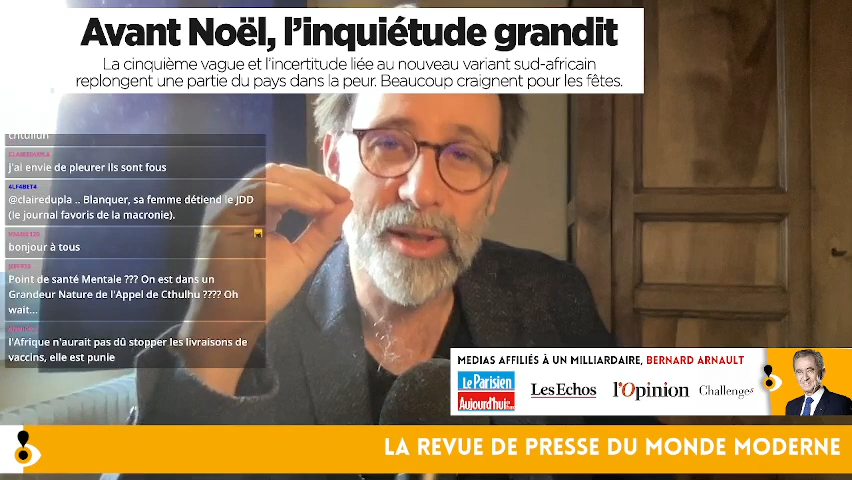 Avant Noël, l'inquiétude grandit
La cinquième vague et l'incertitude liée au nouveau variant sud-africain
replongent une partie du pays dans la peur. Beaucoup craignent pour les fêtes.
j'ai envie de pleurer ils sont fous
4LF4BET4
@clairedupla .. Blanquer, sa femme détiend le JDD
(le journal favoris de la macronie).
bonjour à tous
Point de santé Mentale ??? On est dans un
Grandeur Nature de l'Appel de Cthulhu ???? Oh
wait...
l'Afrique n'aurait pas dû stopper les livraisons de
vaccins, elle est punie
MEDIAS AFFILIÉS À UN MILLIARDAIRE, BERNARD ARNAULT
Le Parisien
Aujourd'hui
Les Echos
l'Opinion
Challenges
LA REVUE DE PRESSE DU MONDE MODERNE